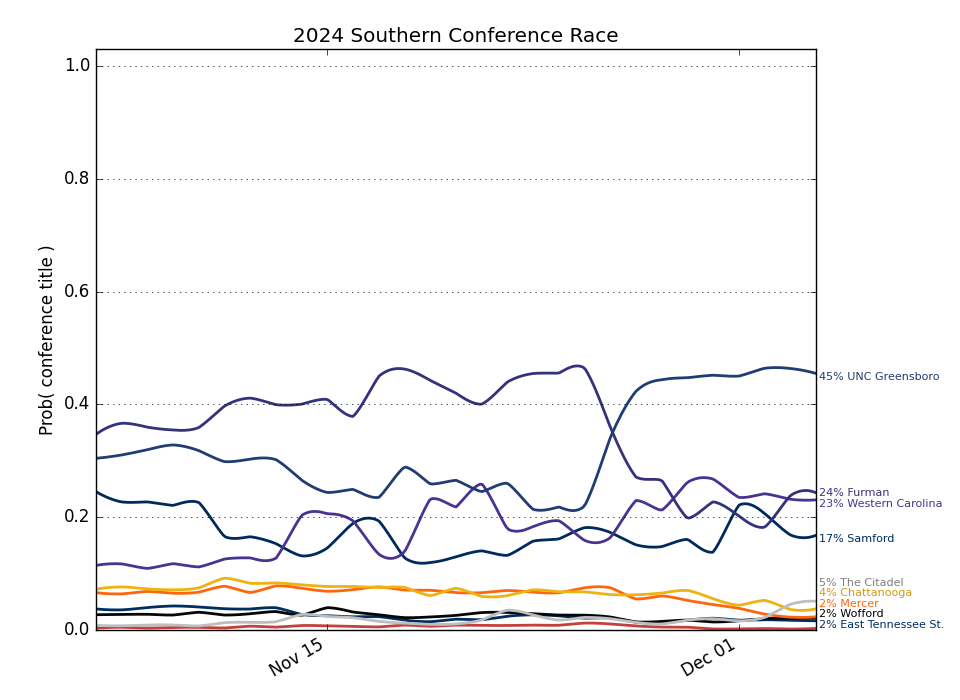 2024 Southern Conference Race
Prob( conference title )
1.0
0.8
0.6
0.4
0.2
0.0
Nov 15
Dec 01
45% UNC Greensboro
24% Furman
23% Western Carolina
17% Samford
5% The Citadel
4% Chattanooga
2% Mercer
2% Wofford
2% East Tennessee St.